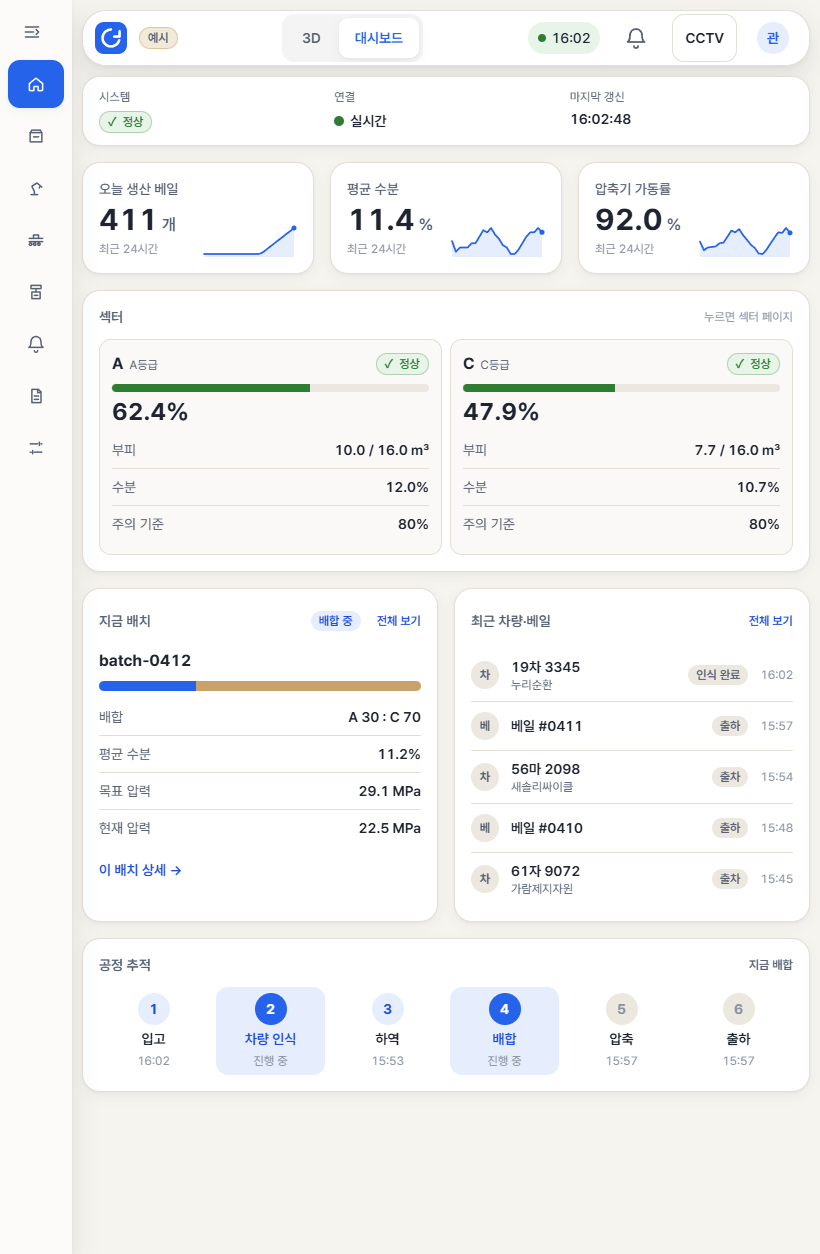 예시
3D
대시보드
16:02
CCTV
관
시스템
✓ 정상
연결
실시간
마지막 갱신
16:02:48
오늘 생산 베일
411 개
최근 24시간
평균 수분
11.4 %
최근 24시간
압축기 가동률
92.0 %
최근 24시간
섹터
누르면 섹터 페이지
A A등급
✓ 정상
62.4%
부피 10.0 / 16.0 m³
수분 12.0%
주의 기준 80%
C C등급
✓ 정상
47.9%
부피 7.7 / 16.0 m³
수분 10.7%
주의 기준 80%
지금 배치
배합 중
전체 보기
batch-0412
배합 A 30 : C 70
평균 수분 11.2%
목표 압력 29.1 MPa
현재 압력 22.5 MPa
이 배치 상세 →
최근 차량·베일
전체 보기
차 19차 3345 인식 완료 16:02
누리순환
베 베일 #0411 출하 15:57
차 56마 2098 출차 15:54
새솔리싸이클
베 베일 #0410 출하 15:48
차 61자 9072 출차 15:45
가람제지자원
공정 추적
지금 배합
1 2 3 4 5 6
입고 차량 인식 하역 배합 압축 출하
16:02 진행 중 15:53 진행 중 15:57 15:57